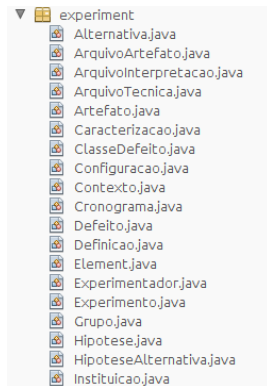 experiment
Alternativa.java
ArquivoArtefato.java
ArquivoInterpretacao.java
ArquivoTecnica.java
Artefato.java
Caracterizacao.java
ClasseDefeito.java
Configuracao.java
Contexto.java
Cronograma.java
Defeito.java
Definicao.java
Element.java
Experimentador.java
Experimento.java
Grupo.java
Hipotese.java
HipoteseAlternativa.java
Instituicao.java